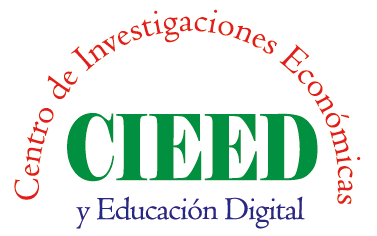 Centro de Investigaciones Económicas
CIEED
y Educación Digital